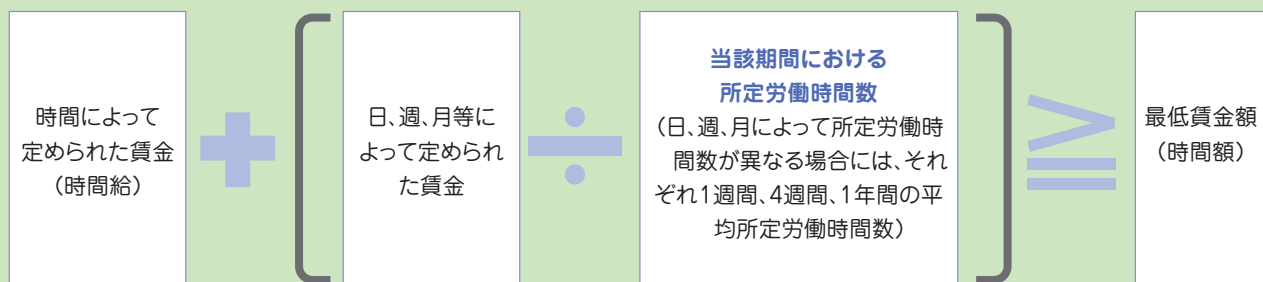 時間によって
定められた賃金
（時間給）
日、週、月等に
よって定められ
た賃金
当該期間における
所定労働時間数
（日、週、月によって所定労働時
間数が異なる場合には、それ
ぞれ1週間、4週間、1年間の平
均所定労働時間数）
最低賃金額
（時間額）